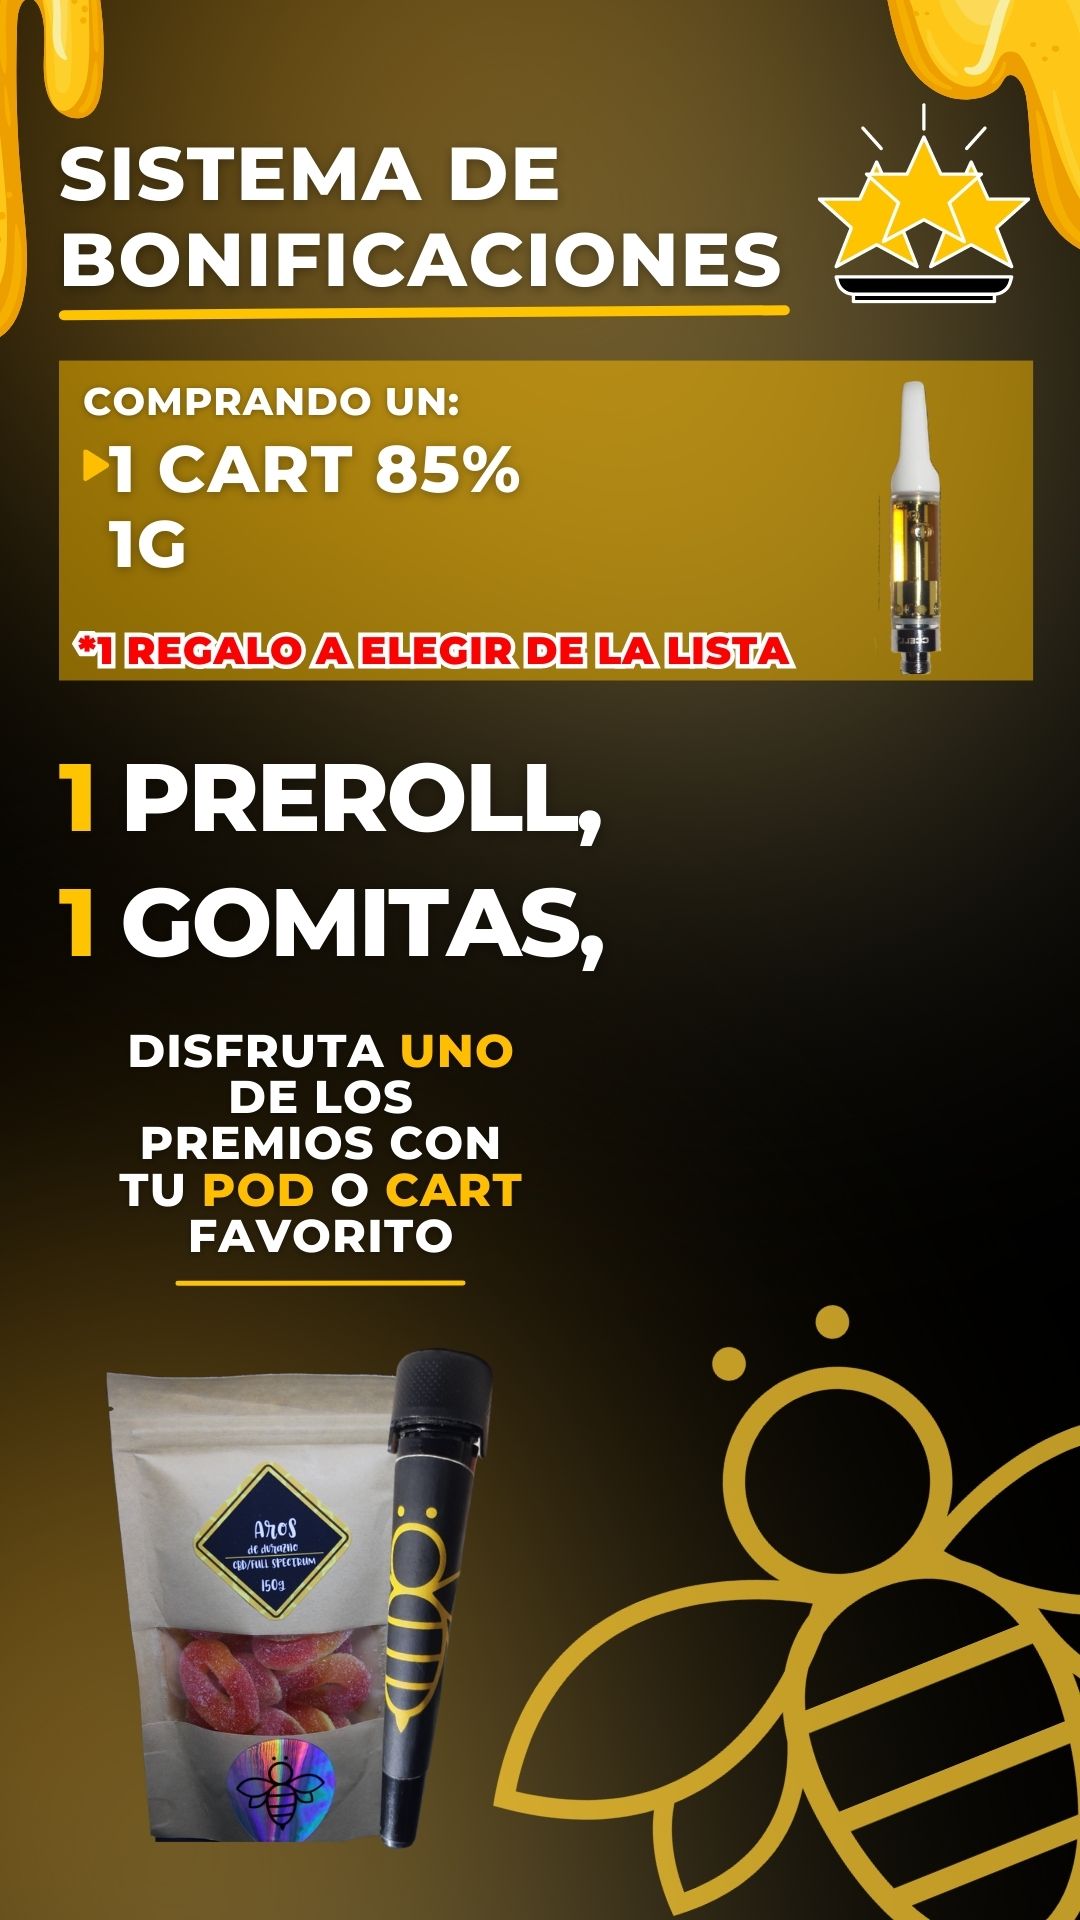 SISTEMA DE
BONIFICACIONES
COMPRANDO UN:
1 CART 85%
1G
*1 REGALO A ELEGIR DE LA LISTA
1 PREROLL,
1 GOMITAS,
DISFRUTA UNO
DE LOS
PREMIOS CON
TU POD O CART
FAVORITO
AROS
de durazno
CBD/FULL SPECTRUM
150g